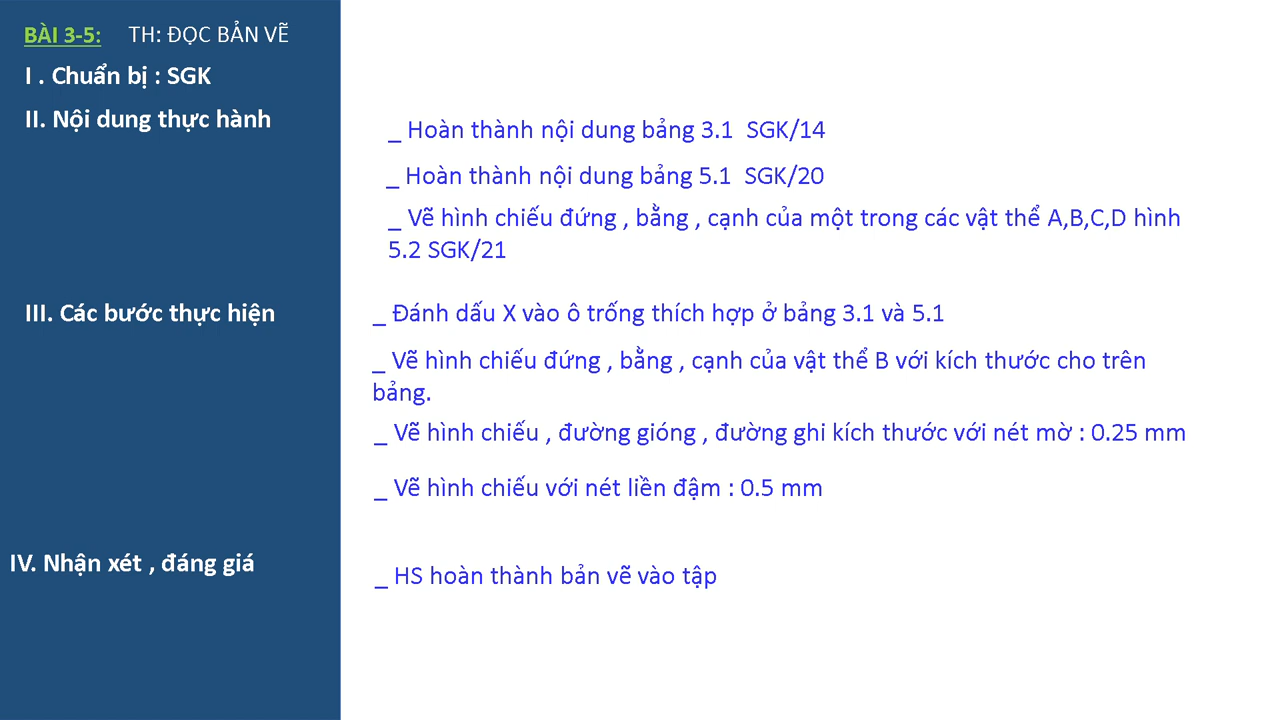 BÀI 3-5: TH: ĐỌC BẢN VẼ
I . Chuẩn bị : SGK
II. Nội dung thực hành
_ Hoàn thành nội dung bảng 3.1 SGK/14
_ Hoàn thành nội dung bảng 5.1 SGK/20
_ Vẽ hình chiếu đứng , bằng , cạnh của một trong các vật thể A,B,C,D hình
5.2 SGK/21
III. Các bước thực hiện
_ Đánh dấu X vào ô trống thích hợp ở bảng 3.1 và 5.1
_ Vẽ hình chiếu đứng , bằng , cạnh của vật thể B với kích thước cho trên
bảng.
_ Vẽ hình chiếu , đường gióng , đường ghi kích thước với nét mờ : 0.25 mm
_ Vẽ hình chiếu với nét liền đậm : 0.5 mm
IV. Nhận xét , đáng giá
_ HS hoàn thành bản vẽ vào tập